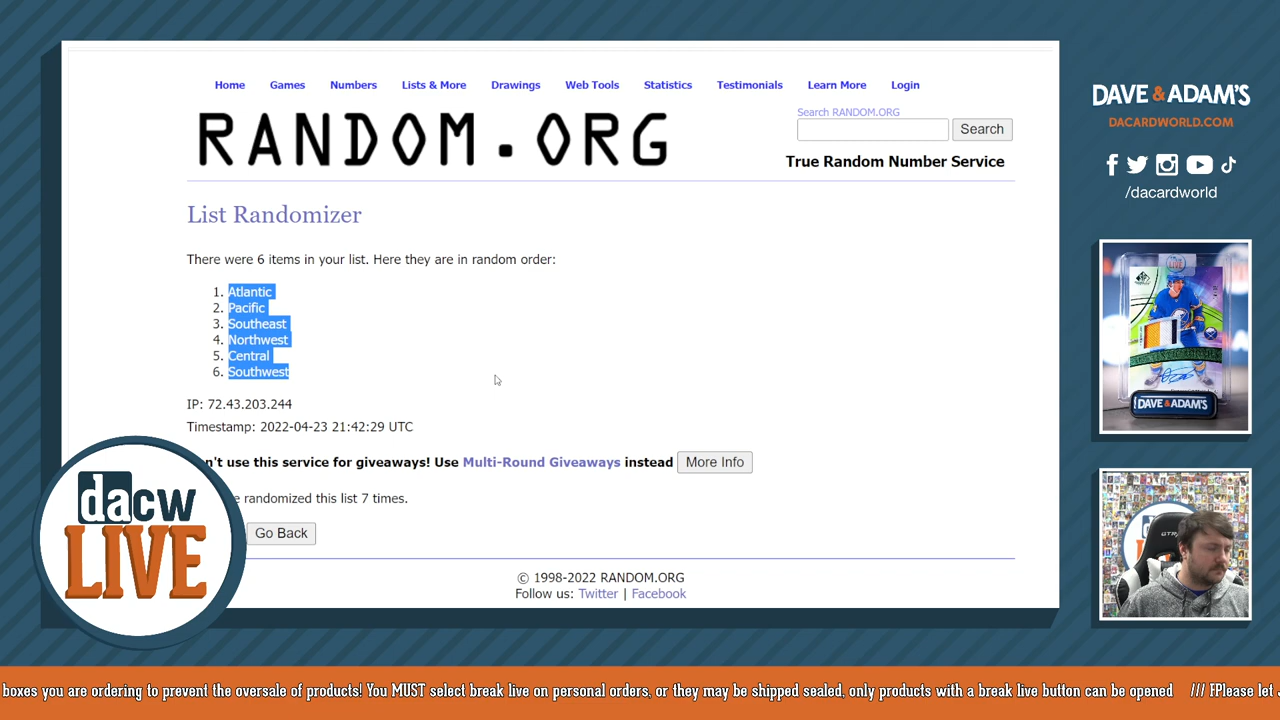 Home Games Numbers Lists & More Drawings Web Tools Statistics Testimonials Learn More Login
RANDOM.ORG
Search RANDOM.ORG
Search
True Random Number Service
List Randomizer
There were 6 items in your list. Here they are in random order:
1. Atlantic
2. Pacific
3. Southeast
4. Northwest
5. Central
6. Southwest
IP: 72.43.203.244
Timestamp: 2022-04-23 21:42:29 UTC
n't use this service for giveaways! Use Multi-Round Giveaways instead More Info
e randomized this list 7 times.
Go Back
© 1998-2022 RANDOM.ORG
Follow us: Twitter | Facebook
dacw
LIVE
DAVE & ADAM'S
DACARDWORLD.COM
/dacardworld
LIVE
DAVE & ADAM'S
boxes you are ordering to prevent the oversale of products! You MUST select break live on personal orders, or they may be shipped sealed, only products with a break live button can be opened /// FPlease let